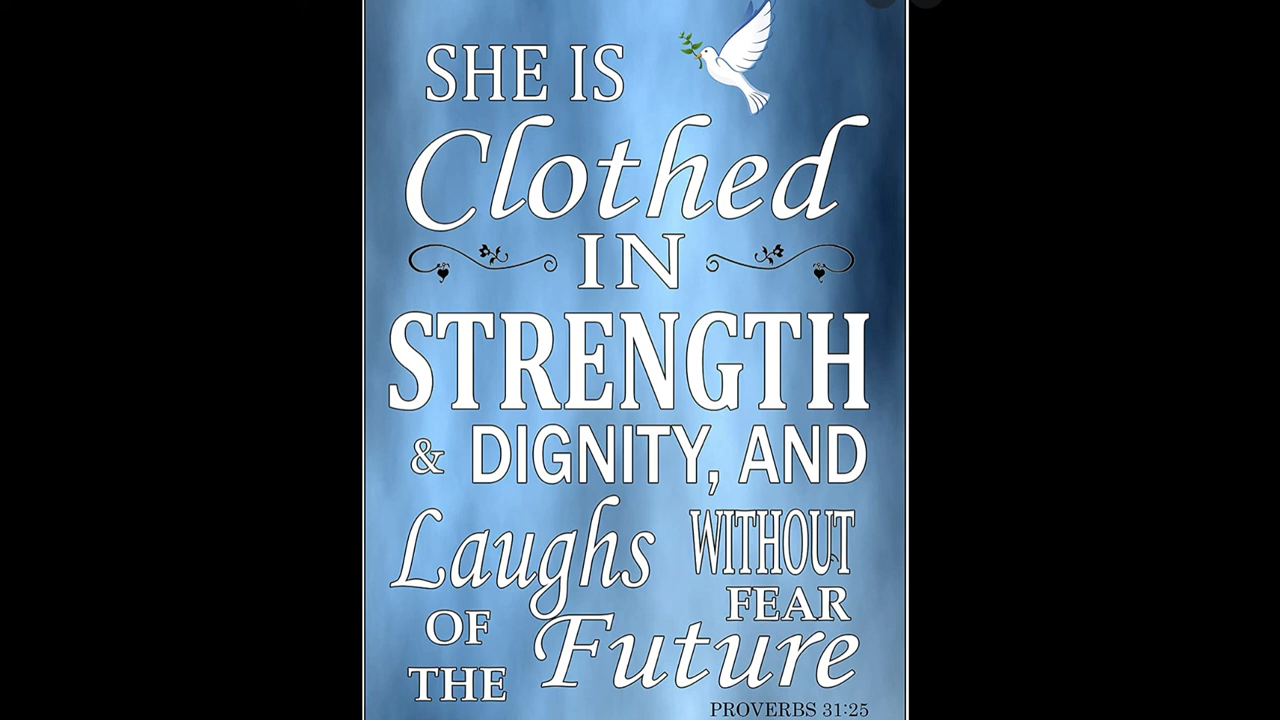 SHE IS
Clothed
IN
STRENGTH
& DIGNITY, AND
Laughs WITHOUT
FEAR
OF
THE Future
PROVERBS 31:25